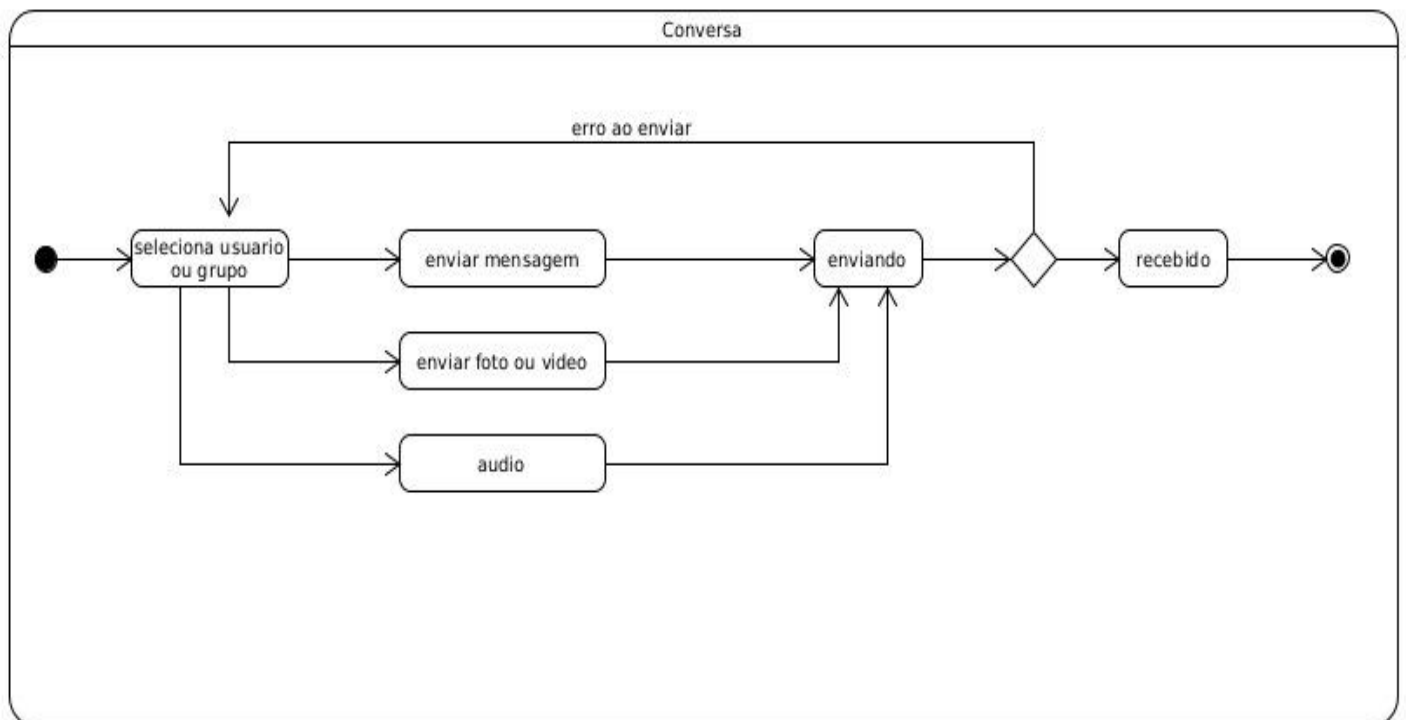 Conversa
erro ao enviar
seleciona usuario
ou grupo
enviar mensagem
enviando
recebido
enviar foto ou video
audio